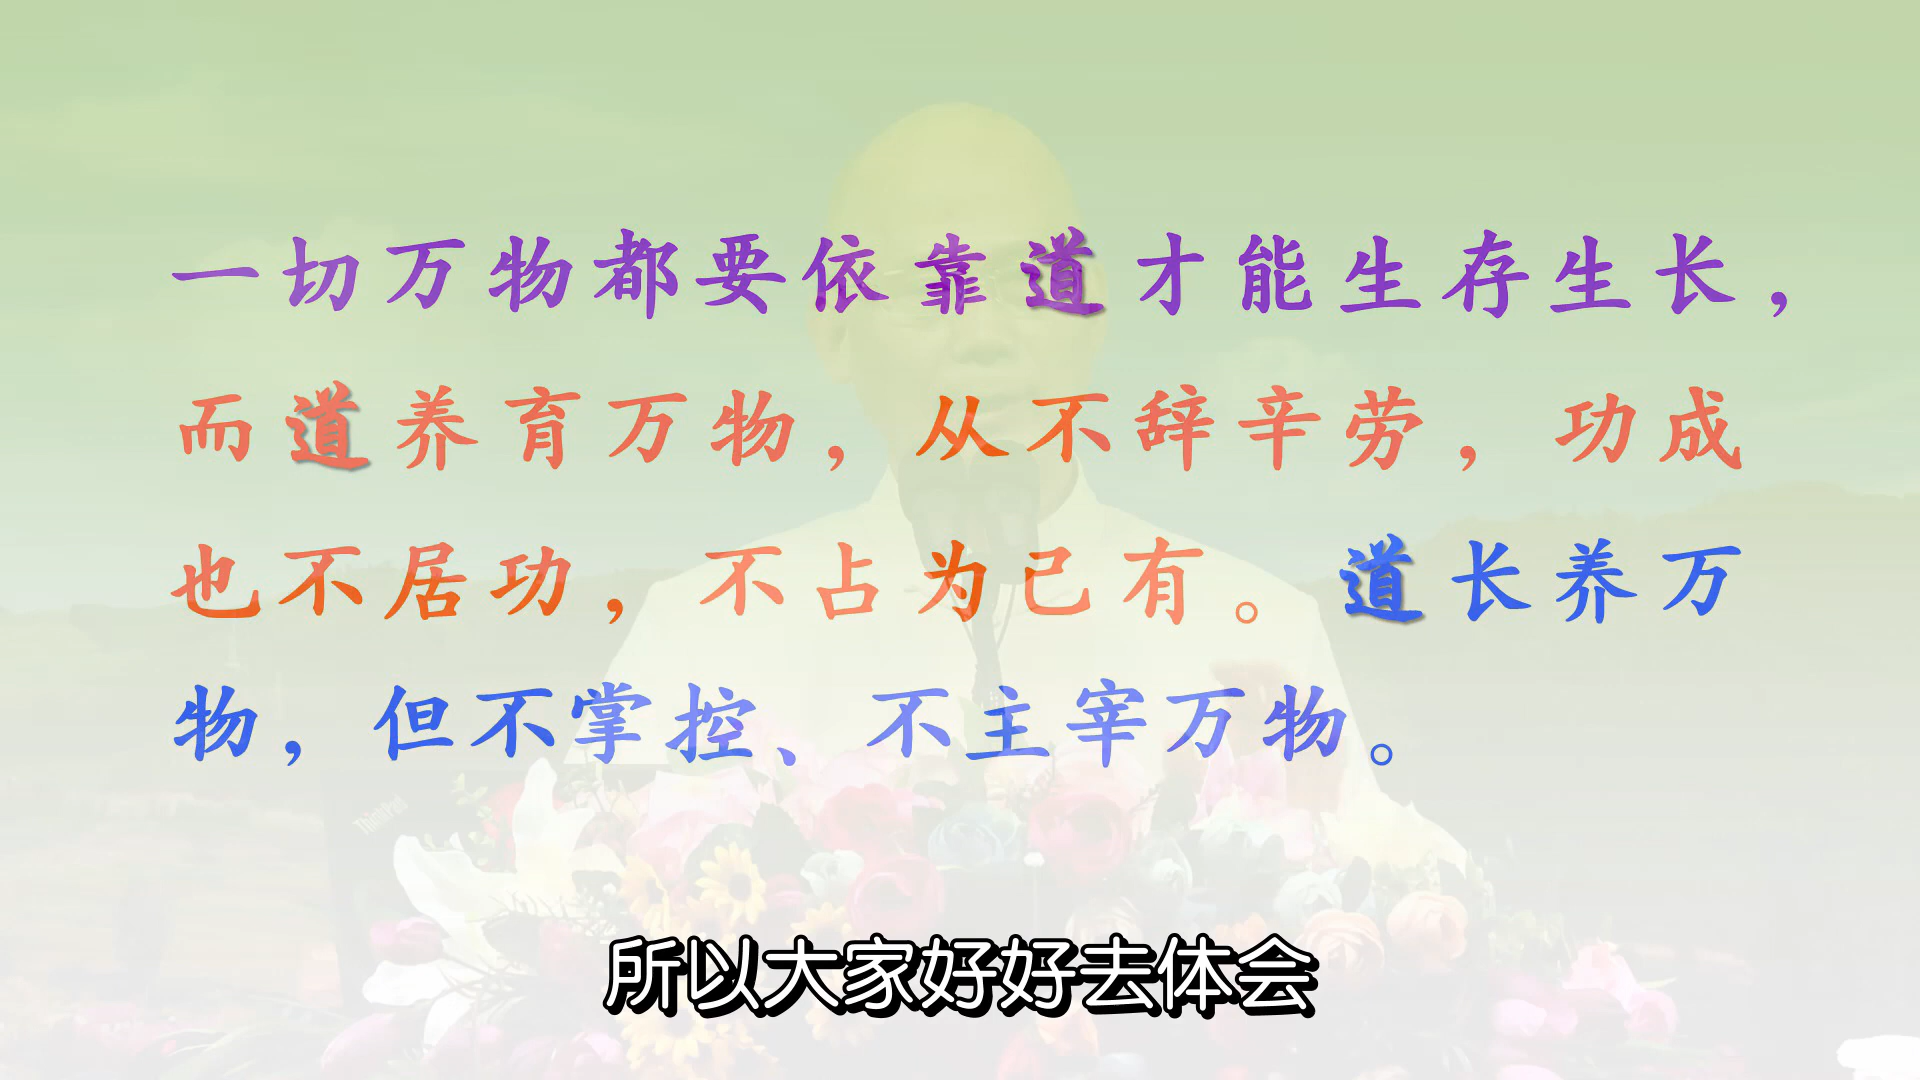 一切万物都要依靠道才能生存生长，
而道养育万物，从不辞辛劳，功成
也不居功，不占为己有。道长养万
物，但不掌控、不主宰万物。
ThinkPad
所以大家好好去体会